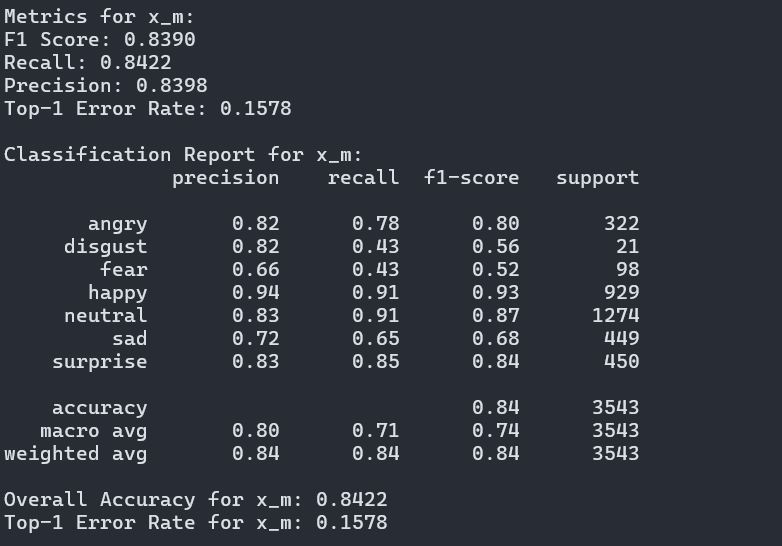 Metrics for x_m:
F1 Score: 0.8390
Recall: 0.8422
Precision: 0.8398
Top-1 Error Rate: 0.1578
Classification Report for x_m:
precision recall f1-score support
angry 0.82 0.78 0.80 322
disgust 0.82 0.43 0.56 21
fear 0.66 0.43 0.52 98
happy 0.94 0.91 0.93 929
neutral 0.83 0.91 0.87 1274
sad 0.72 0.65 0.68 449
surprise 0.83 0.85 0.84 450
accuracy 0.84 3543
macro avg 0.80 0.71 0.74 3543
weighted avg 0.84 0.84 0.84 3543
Overall Accuracy for x_m: 0.8422
Top-1 Error Rate for x_m: 0.1578